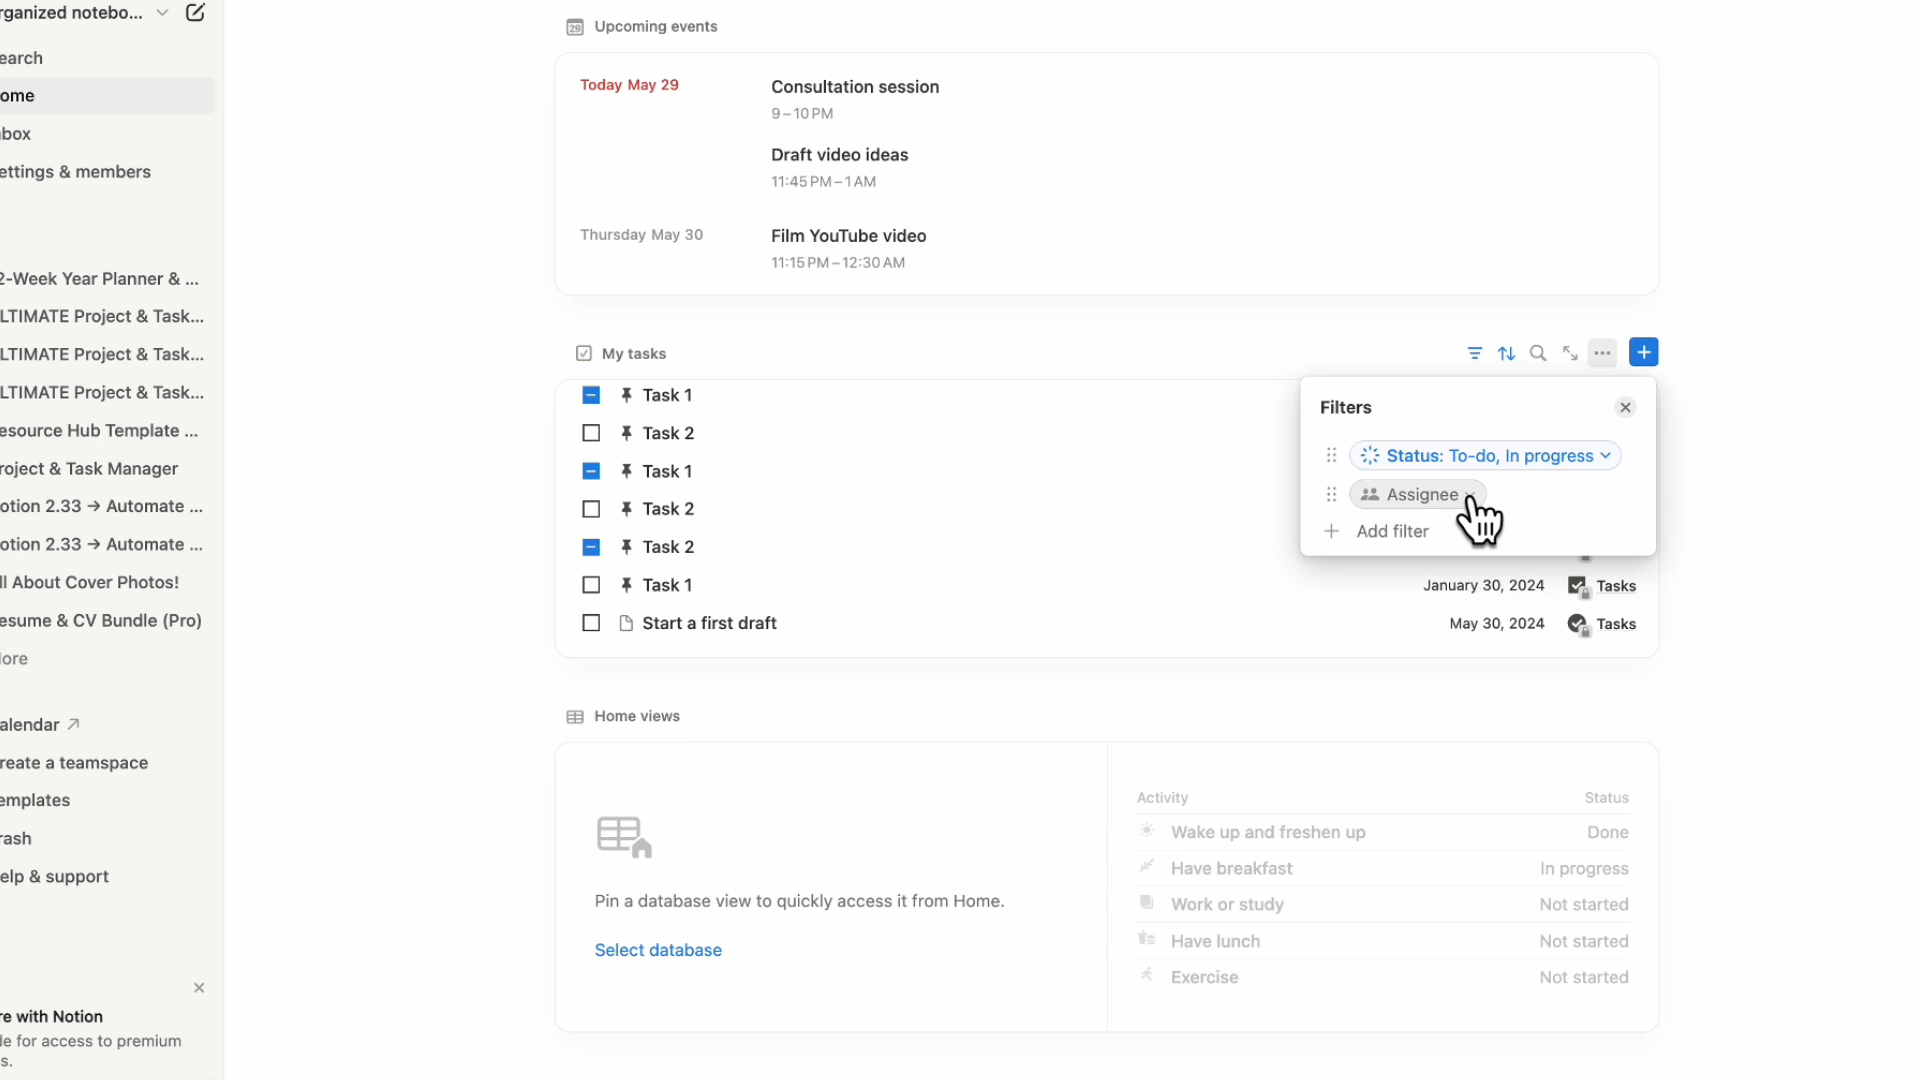 rganized notebo...
earch
ome
box
ettings & members
2-Week Year Planner & ...
LTIMATE Project & Task...
LTIMATE Project & Task...
LTIMATE Project & Task...
esource Hub Template ...
roject & Task Manager
otion 2.33 → Automate ...
otion 2.33 → Automate ...
ll About Cover Photos!
esume & CV Bundle (Pro)
ore
alendar ↗
reate a teamspace
emplates
rash
elp & support
re with Notion
de for access to premium
s.
29 Upcoming events
Today May 29
Consultation session
9 – 10 PM
Draft video ideas
11:45 PM – 1 AM
Thursday May 30
Film YouTube video
11:15 PM – 12:30 AM
My tasks
Task 1
Task 2
Task 1
Task 2
Task 2
Task 1 January 30, 2024 Tasks
Start a first draft May 30, 2024 Tasks
Filters
Status: To-do, In progress
Assignee
+ Add filter
Home views
Pin a database view to quickly access it from Home.
Select database
Activity Status
Wake up and freshen up Done
Have breakfast In progress
Work or study Not started
Have lunch Not started
Exercise Not started